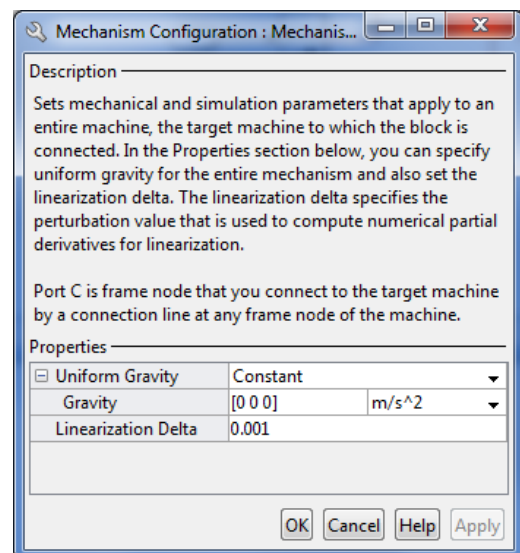 Mechanism Configuration : Mechanis...
Description
Sets mechanical and simulation parameters that apply to an
entire machine, the target machine to which the block is
connected. In the Properties section below, you can specify
uniform gravity for the entire mechanism and also set the
linearization delta. The linearization delta specifies the
perturbation value that is used to compute numerical partial
derivatives for linearization.
Port C is frame node that you connect to the target machine
by a connection line at any frame node of the machine.
Properties
Uniform Gravity Constant
Gravity [0 0 0] m/s^2
Linearization Delta 0.001
OK Cancel Help Apply